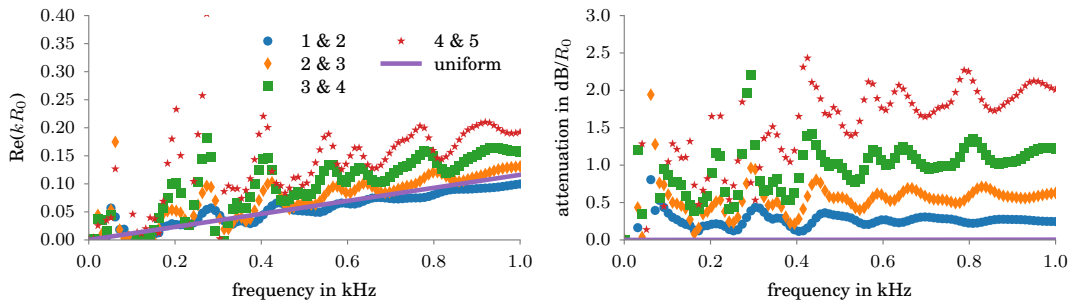 Re(kR₀)
0.40
0.35
0.30
0.25
0.20
0.15
0.10
0.05
0.00
0.0 0.2 0.4 0.6 0.8 1.0
frequency in kHz
1 & 2
2 & 3
3 & 4
4 & 5
uniform
attenuation in dB/R₀
3.0
2.5
2.0
1.5
1.0
0.5
0.0
0.0 0.2 0.4 0.6 0.8 1.0
frequency in kHz